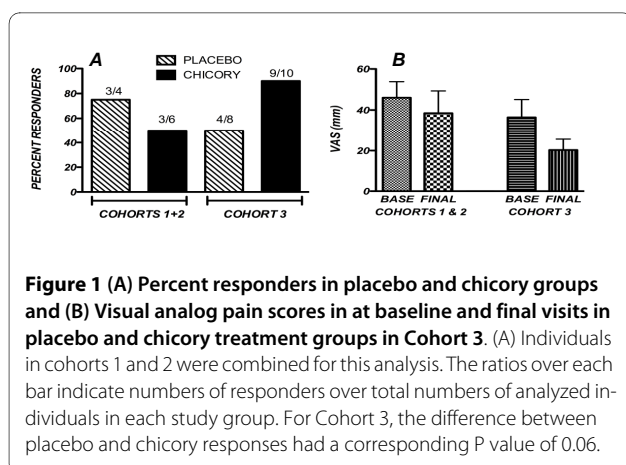 A
PLACEBO
CHICORY
PERCENT RESPONDERS
100
80
60
40
20
0
3/4
3/6
4/8
9/10
COHORTS 1+2
COHORT 3
B
VAS (mm)
60
40
20
0
BASE FINAL
COHORTS 1 & 2
BASE FINAL
COHORT 3
Figure 1 (A) Percent responders in placebo and chicory groups
and (B) Visual analog pain scores in at baseline and final visits in
placebo and chicory treatment groups in Cohort 3. (A) Individuals
in cohorts 1 and 2 were combined for this analysis. The ratios over each
bar indicate numbers of responders over total numbers of analyzed in-
dividuals in each study group. For Cohort 3, the difference between
placebo and chicory responses had a corresponding P value of 0.06.